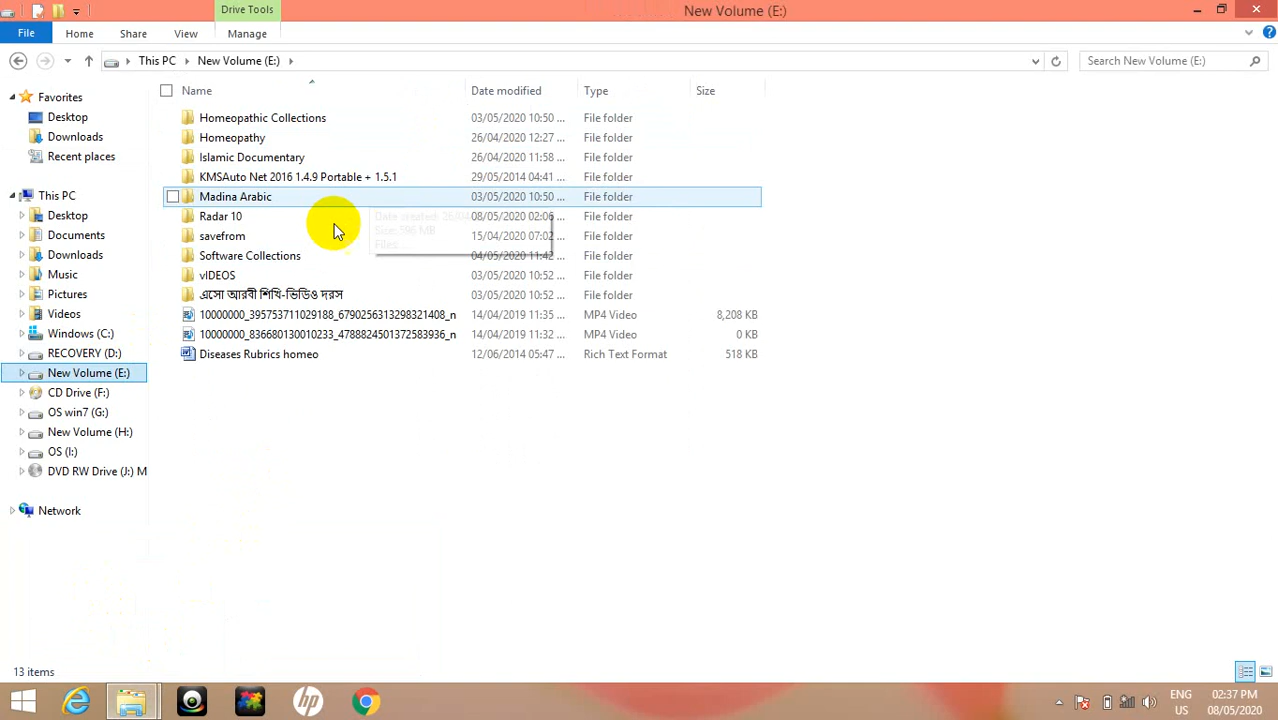 Drive Tools
New Volume (E:)
File Home Share View Manage
This PC New Volume (E:)
Search New Volume (E:)
Name Date modified Type Size
Favorites
Desktop
Downloads
Recent places
This PC
Desktop
Documents
Downloads
Music
Pictures
Videos
Windows (C:)
RECOVERY (D:)
New Volume (E:)
CD Drive (F:)
OS win7 (G:)
New Volume (H:)
OS (I:)
DVD RW Drive (J:) M
Network
Homeopathic Collections 03/05/2020 10:50 ... File folder
Homeopathy 26/04/2020 12:27 ... File folder
Islamic Documentary 26/04/2020 11:58 ... File folder
KMSAuto Net 2016 1.4.9 Portable + 1.5.1 29/05/2014 04:41 ... File folder
Madina Arabic 03/05/2020 10:50 ... File folder
Radar 10 08/05/2020 02:06 ... File folder
savefrom 15/04/2020 07:02 ... File folder
Software Collections 04/05/2020 11:42 ... File folder
vIDEOS 03/05/2020 10:52 ... File folder
এসো আরবী শিখি-ভিডিও দরস 03/05/2020 10:52 ... File folder
10000000_395753711029188_6790256313298321408_n 14/04/2019 11:35 ... MP4 Video 8,208 KB
10000000_836680130010233_4788824501372583936_n 14/04/2019 11:32 ... MP4 Video 0 KB
Diseases Rubrics homeo 12/06/2014 05:47 ... Rich Text Format 518 KB
Date created: 26/04
Size: 396 MB
Files: ...
13 items
hp
ENG
US
02:37 PM
08/05/2020